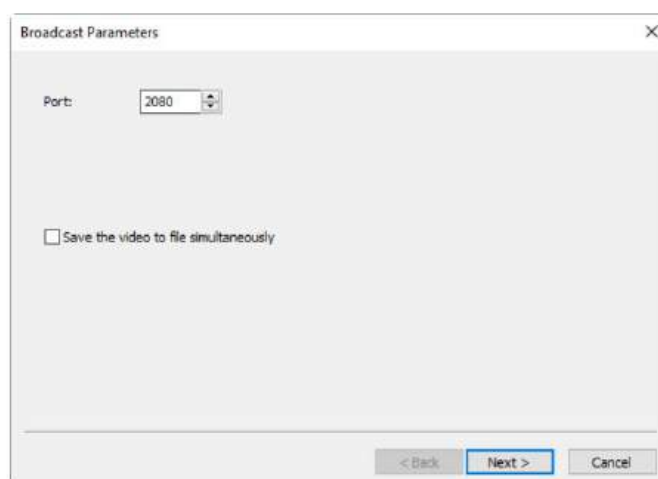 Broadcast Parameters
Port: 2080
Save the video to file simultaneously
< Back Next > Cancel